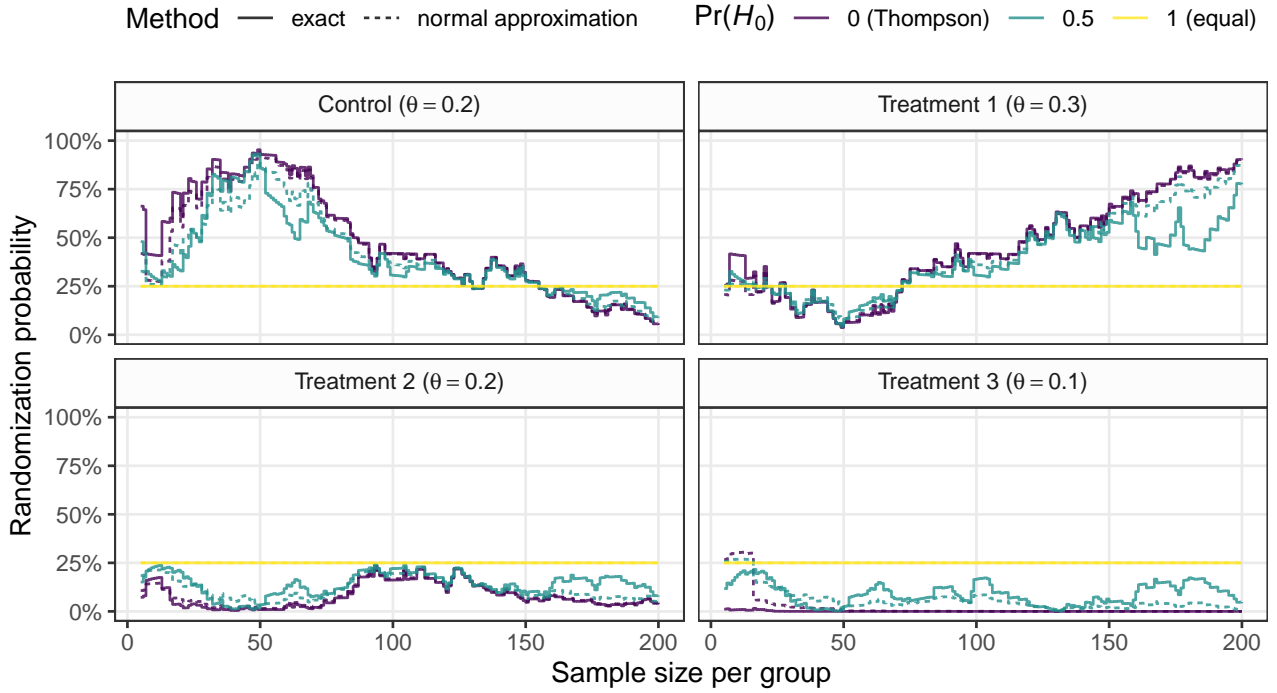 Method exact normal approximation Pr(H₀) 0 (Thompson) 0.5 1 (equal)
Control (θ = 0.2) Treatment 1 (θ = 0.3)
100%
75%
50%
25%
0%
Treatment 2 (θ = 0.2) Treatment 3 (θ = 0.1)
100%
75%
50%
25%
0%
0 50 100 150 200 0 50 100 150 200
Sample size per group
Randomization probability